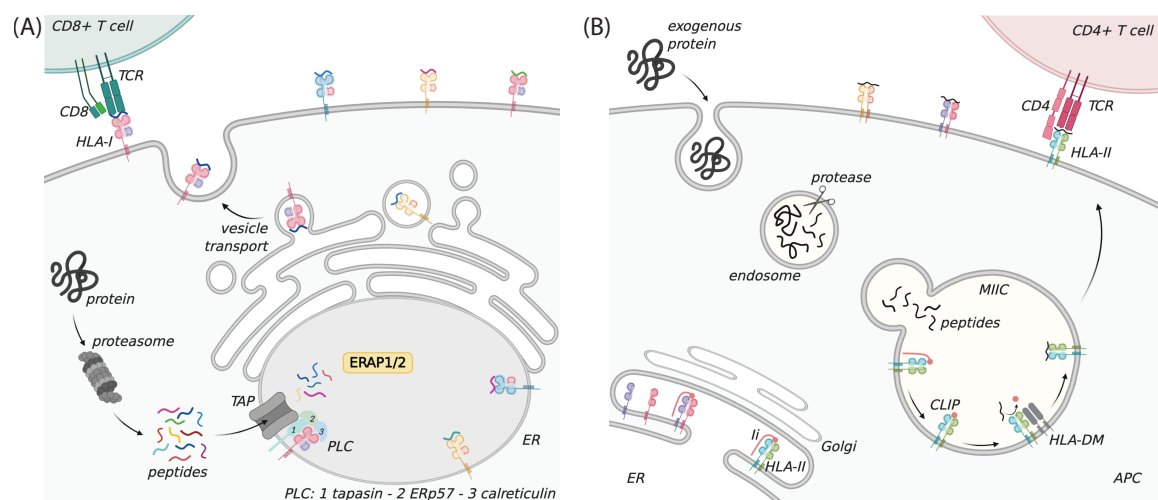 (A)
CD8+ T cell
TCR
CD8
HLA-I
vesicle
transport
protein
proteasome
ERAP1/2
TAP
1
2
3
PLC
ER
peptides
PLC: 1 tapasin - 2 ERp57 - 3 calreticulin
(B)
exogenous
protein
CD4+ T cell
CD4
TCR
HLA-II
protease
endosome
MIIC
peptides
CLIP
HLA-DM
Golgi
Ii
HLA-II
ER
APC